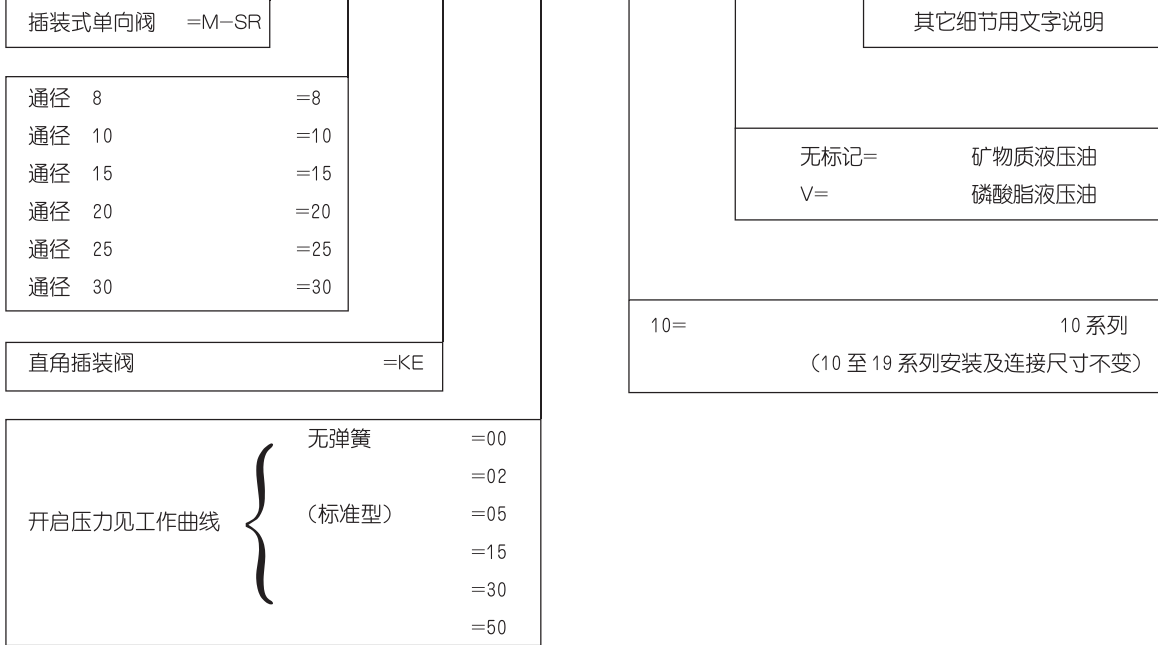 插装式单向阀 =M-SR
通径 8 =8
通径 10 =10
通径 15 =15
通径 20 =20
通径 25 =25
通径 30 =30
直角插装阀 =KE
无弹簧 =00
=02
开启压力见工作曲线 (标准型) =05
=15
=30
=50
其它细节用文字说明
无标记= 矿物质液压油
V= 磷酸脂液压油
10= 10 系列
(10 至 19 系列安装及连接尺寸不变)